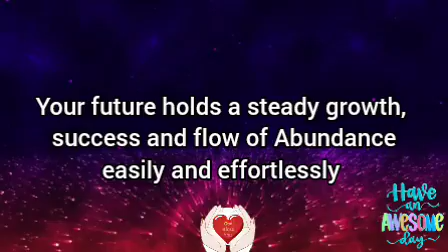 Your future holds a steady growth,
success and flow of Abundance
easily and effortlessly
Have
an
AWESOME
day